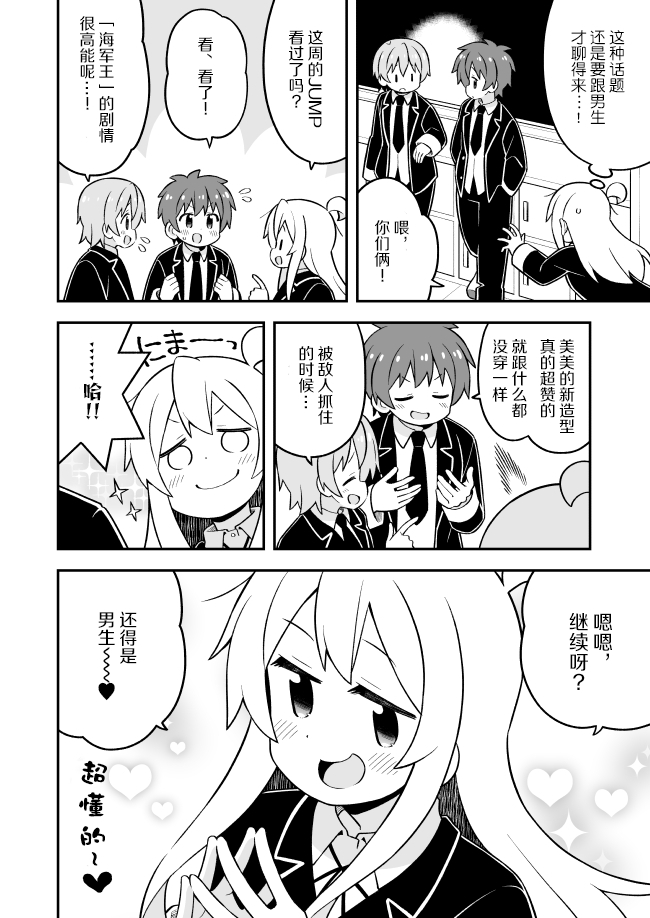 这种话题
还是要跟男生
才聊得来…！
喂，
你们俩！
这周的JUMP
看过了吗？
看、看了！
「海军王」的剧情
很高能呢…！
美美的新造型
真的超赞的
就跟什么都
没穿一样
被敌人抓住
的时候…
にまーっ
……哈！！
嗯嗯，
继续呀？
还得是
男生～～♥
超懂的～♥